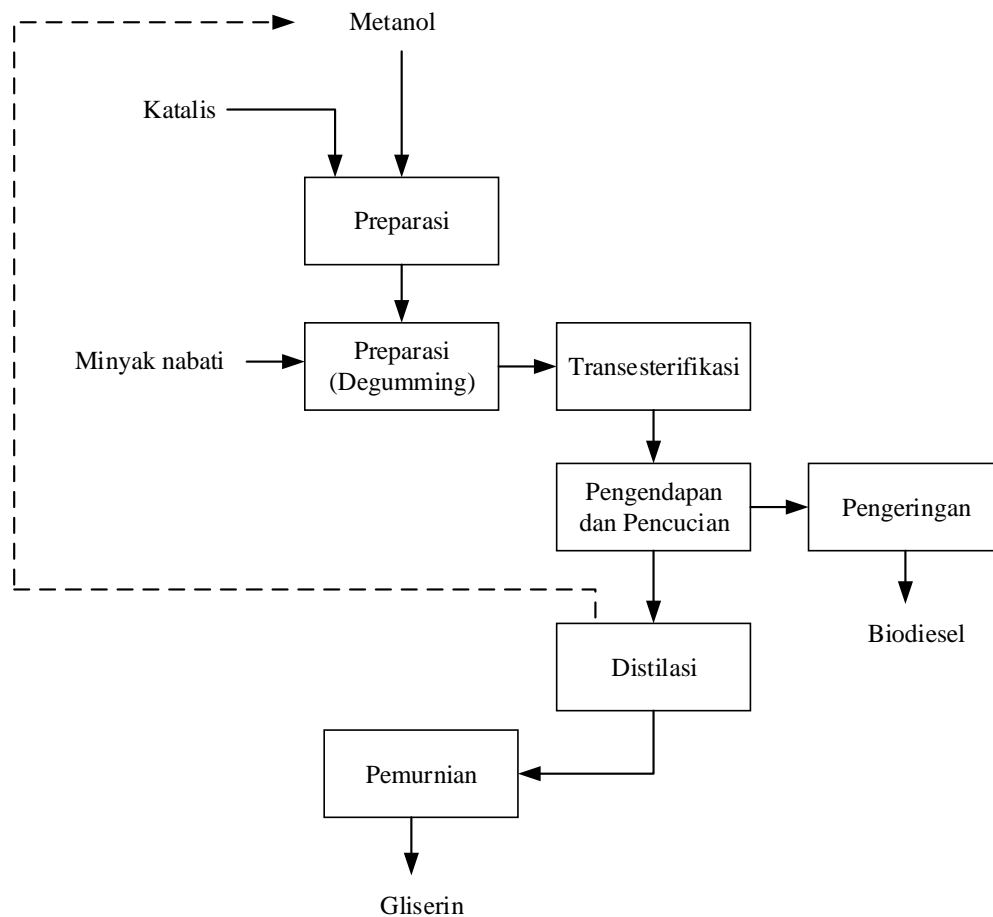 Metanol
Katalis
Preparasi
Minyak nabati
Preparasi
(Degumming)
Transesterifikasi
Pengendapan
dan Pencucian
Pengeringan
Biodiesel
Distilasi
Pemurnian
Gliserin